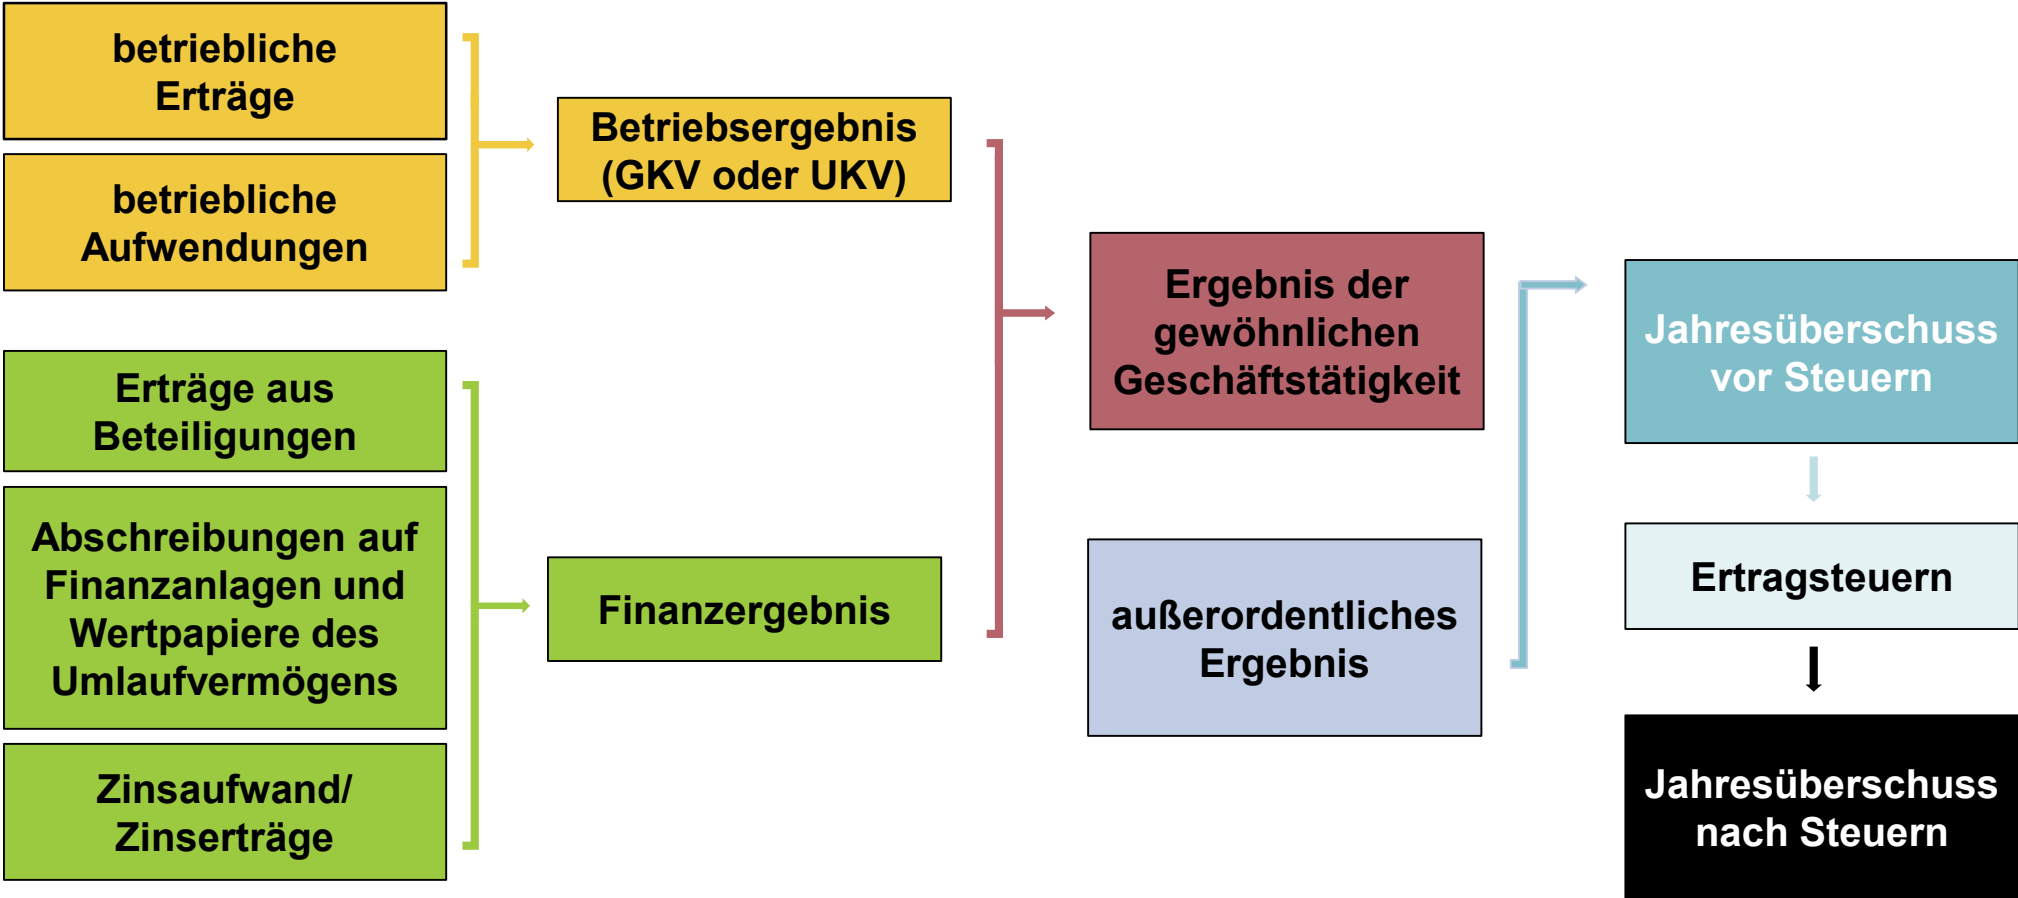 betriebliche
Erträge
betriebliche
Aufwendungen
Betriebsergebnis
(GKV oder UKV)
Erträge aus
Beteiligungen
Abschreibungen auf
Finanzanlagen und
Wertpapiere des
Umlaufvermögens
Zinsaufwand/
Zinserträge
Finanzergebnis
Ergebnis der
gewöhnlichen
Geschäftstätigkeit
außerordentliches
Ergebnis
Jahresüberschuss
vor Steuern
Ertragsteuern
Jahresüberschuss
nach Steuern